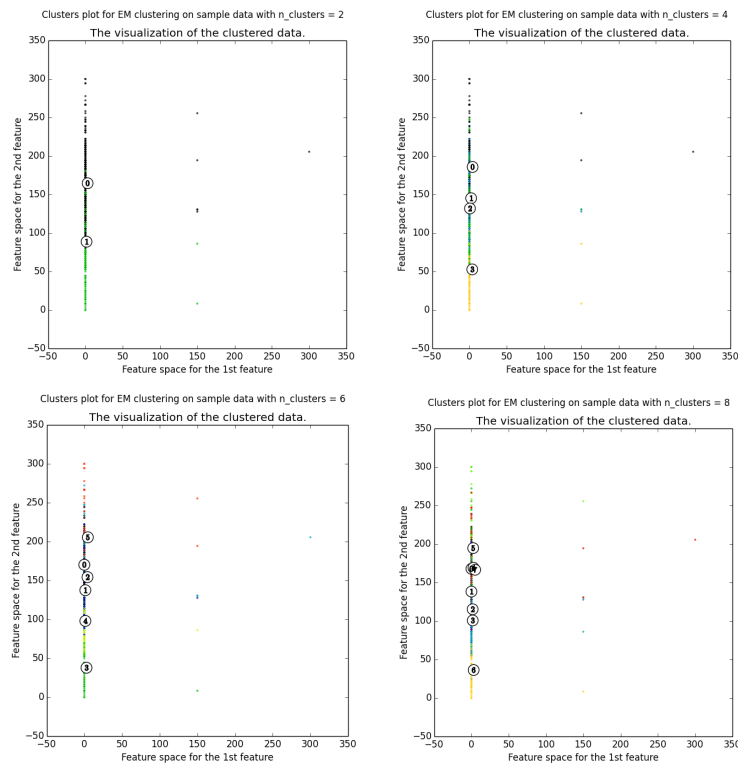 Clusters plot for EM clustering on sample data with n_clusters = 2
The visualization of the clustered data.
350
300
250
200
150
100
50
0
−50
Feature space for the 2nd feature
0
1
−50 0 50 100 150 200 250 300 350
Feature space for the 1st feature
Clusters plot for EM clustering on sample data with n_clusters = 4
The visualization of the clustered data.
350
300
250
200
150
100
50
0
−50
Feature space for the 2nd feature
0
1
2
3
−50 0 50 100 150 200 250 300 350
Feature space for the 1st feature
Clusters plot for EM clustering on sample data with n_clusters = 6
The visualization of the clustered data.
350
300
250
200
150
100
50
0
−50
Feature space for the 2nd feature
5
0
2
1
4
3
−50 0 50 100 150 200 250 300 350
Feature space for the 1st feature
Clusters plot for EM clustering on sample data with n_clusters = 8
The visualization of the clustered data.
350
300
250
200
150
100
50
0
−50
Feature space for the 2nd feature
5
1
2
3
6
−50 0 50 100 150 200 250 300 350
Feature space for the 1st feature